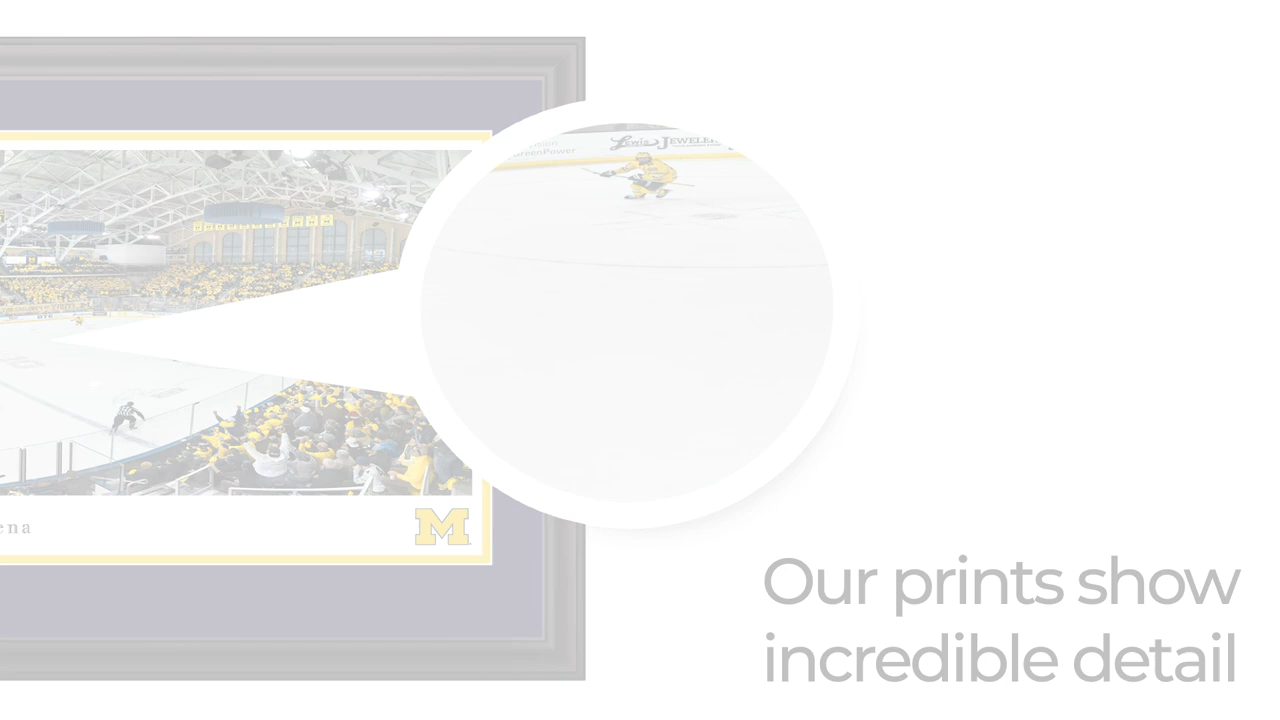 Lewis JEWELERS
GreenPower
ena
M
Our prints show
incredible detail